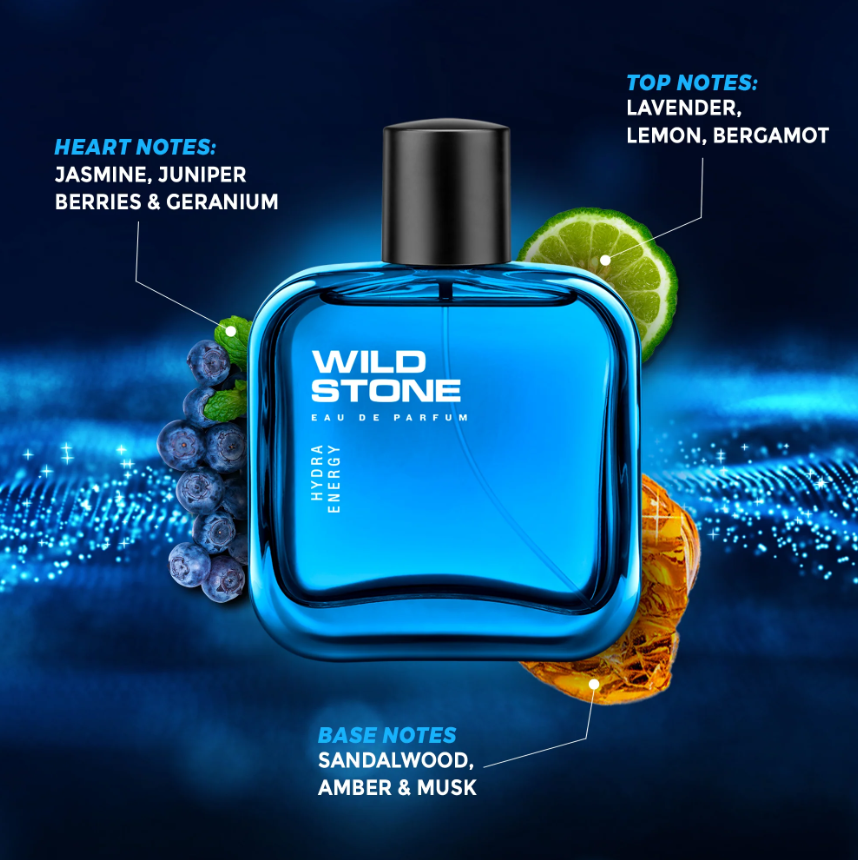 TOP NOTES:
LAVENDER,
LEMON, BERGAMOT
HEART NOTES:
JASMINE, JUNIPER
BERRIES & GERANIUM
WILD
STONE
EAU DE PARFUM
HYDRA
ENERGY
BASE NOTES
SANDALWOOD,
AMBER & MUSK